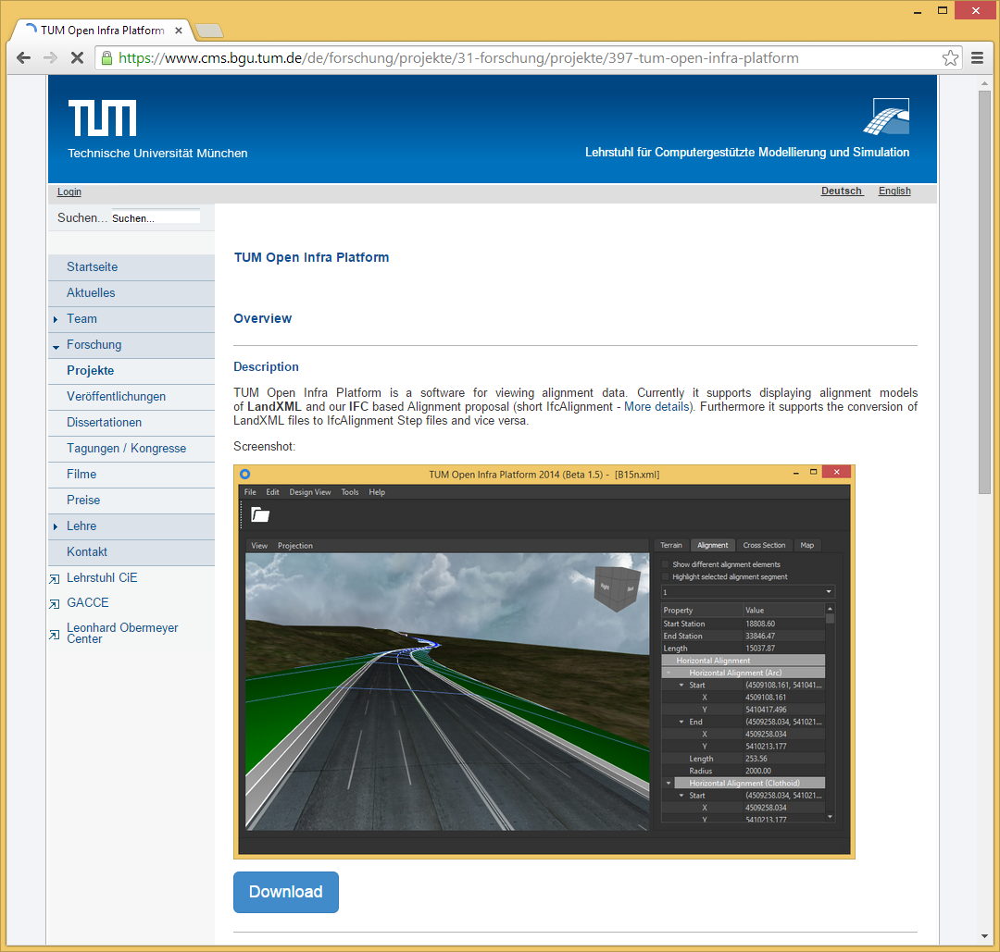 TUM Open Infra Platform
https://www.cms.bgu.tum.de/de/forschung/projekte/31-forschung/projekte/397-tum-open-infra-platform
TUM
Technische Universität München
Lehrstuhl für Computergestützte Modellierung und Simulation
Login
Deutsch English
Suchen... Suchen...
Startseite
Aktuelles
Team
Forschung
Projekte
Veröffentlichungen
Dissertationen
Tagungen / Kongresse
Filme
Preise
Lehre
Kontakt
Lehrstuhl CiE
GACCE
Leonhard Obermeyer
Center
TUM Open Infra Platform
Overview
Description
TUM Open Infra Platform is a software for viewing alignment data. Currently it supports displaying alignment models
of LandXML and our IFC based Alignment proposal (short IfcAlignment - More details). Furthermore it supports the conversion of
LandXML files to IfcAlignment Step files and vice versa.
Screenshot:
TUM Open Infra Platform 2014 (Beta 1.5) - [B15n.xml]
File Edit Design View Tools Help
View Projection
Right Back
Terrain Alignment Cross Section Map
Show different alignment elements
Highlight selected alignment segment
1
Property Value
Start Station 18808.60
End Station 33846.47
Length 15037.87
Horizontal Alignment
Horizontal Alignment (Arc)
Start (4509108.161, 541041...
X 4509108.161
Y 5410417.496
End (4509258.034, 541021...
X 4509258.034
Y 5410213.177
Length 253.56
Radius 2000.00
Horizontal Alignment (Clothoid)
Start (4509258.034, 541021...
X 4509258.034
Y 5410213.177
Download